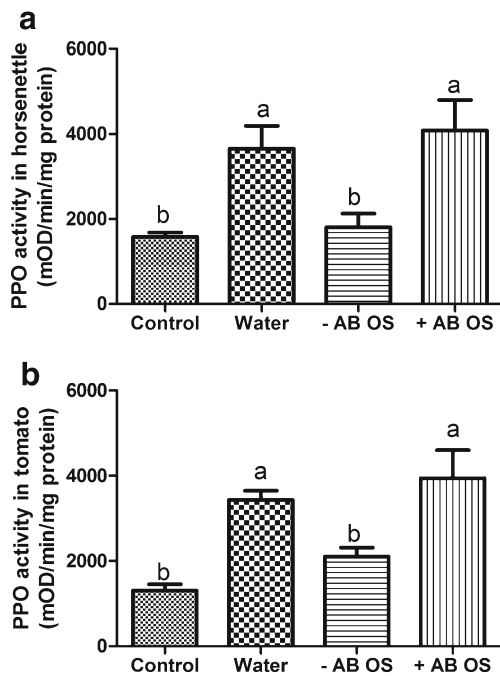 a
PPO activity in horsenettle
(mOD/min/mg protein)
6000
4000
2000
0
b
a
b
a
Control
Water
- AB OS
+ AB OS
b
PPO activity in tomato
(mOD/min/mg protein)
6000
4000
2000
0
b
a
b
a
Control
Water
- AB OS
+ AB OS